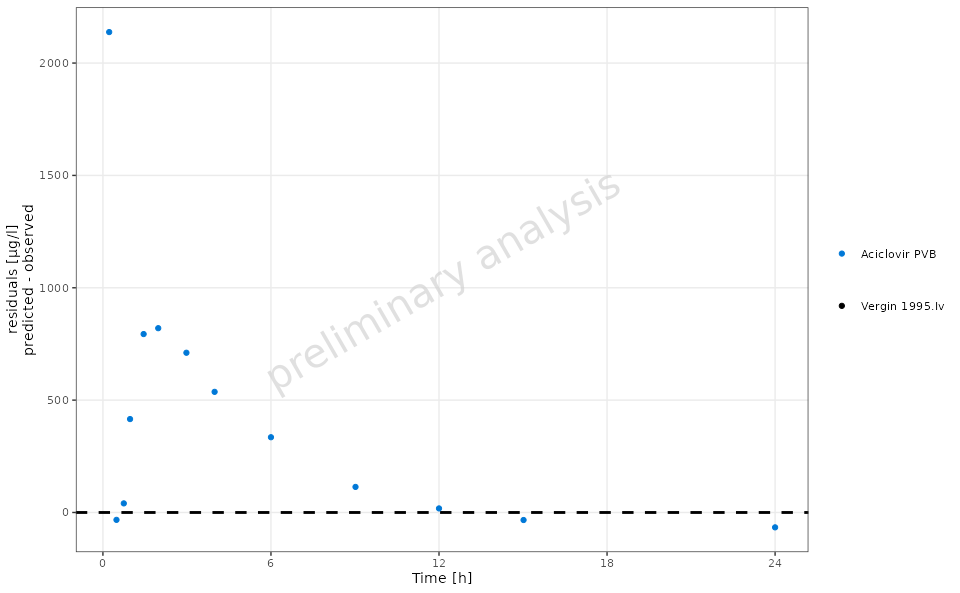 2000
1500
1000
500
0
residuals [µg/l]
predicted - observed
preliminary analysis
0
6
12
18
24
Time [h]
Aciclovir PVB
Vergin 1995.Iv